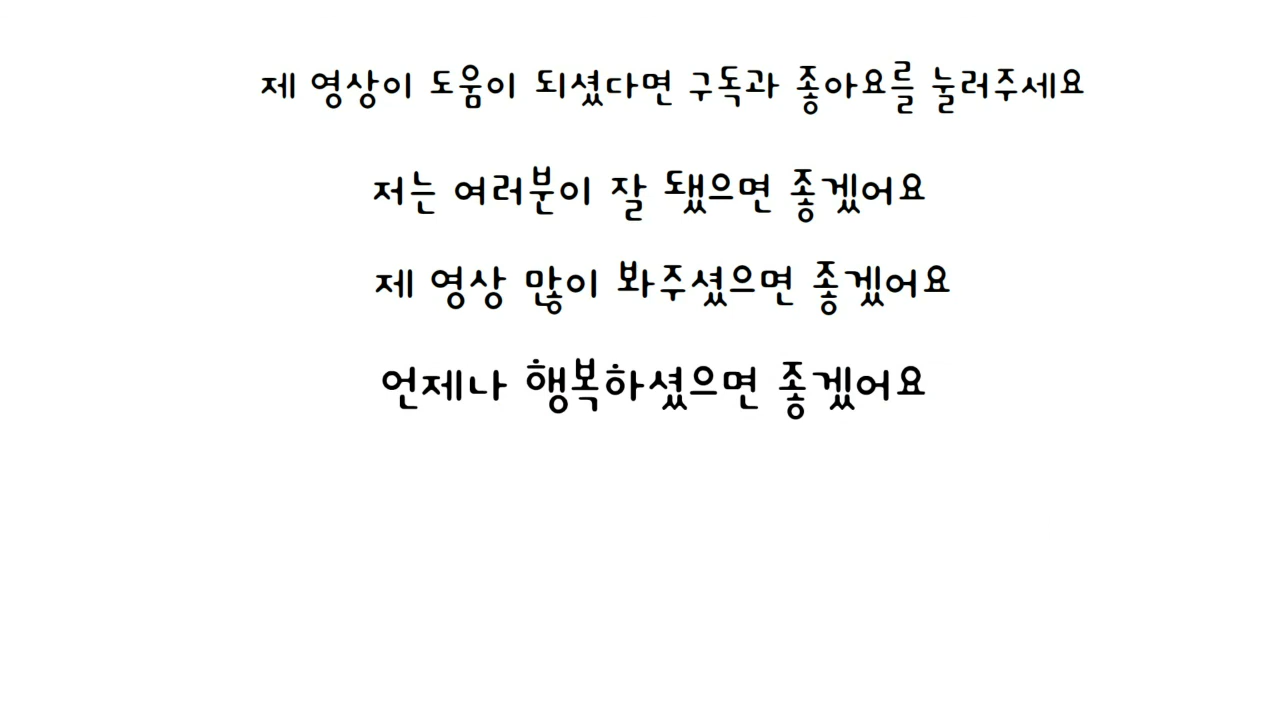 제 영상이 도움이 되셨다면 구독과 좋아요를 눌러주세요
저는 여러분이 잘 됐으면 좋겠어요
제 영상 많이 봐주셨으면 좋겠어요
언제나 행복하셨으면 좋겠어요